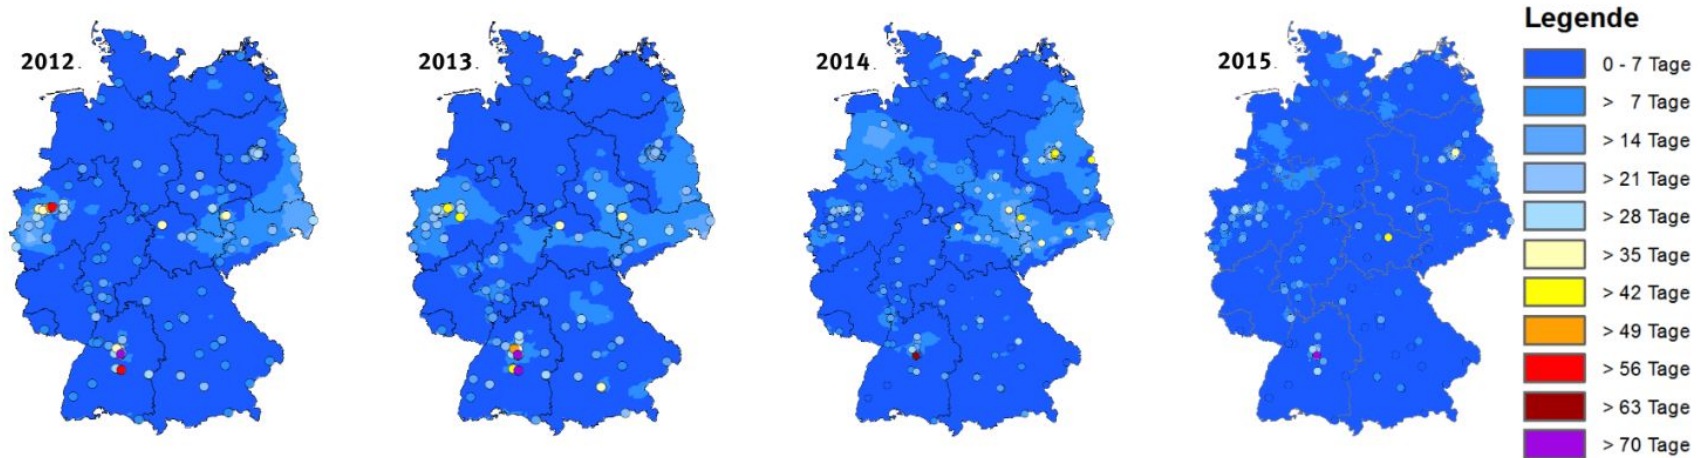 2012
2013
2014
2015
Legende
0 - 7 Tage
> 7 Tage
> 14 Tage
> 21 Tage
> 28 Tage
> 35 Tage
> 42 Tage
> 49 Tage
> 56 Tage
> 63 Tage
> 70 Tage